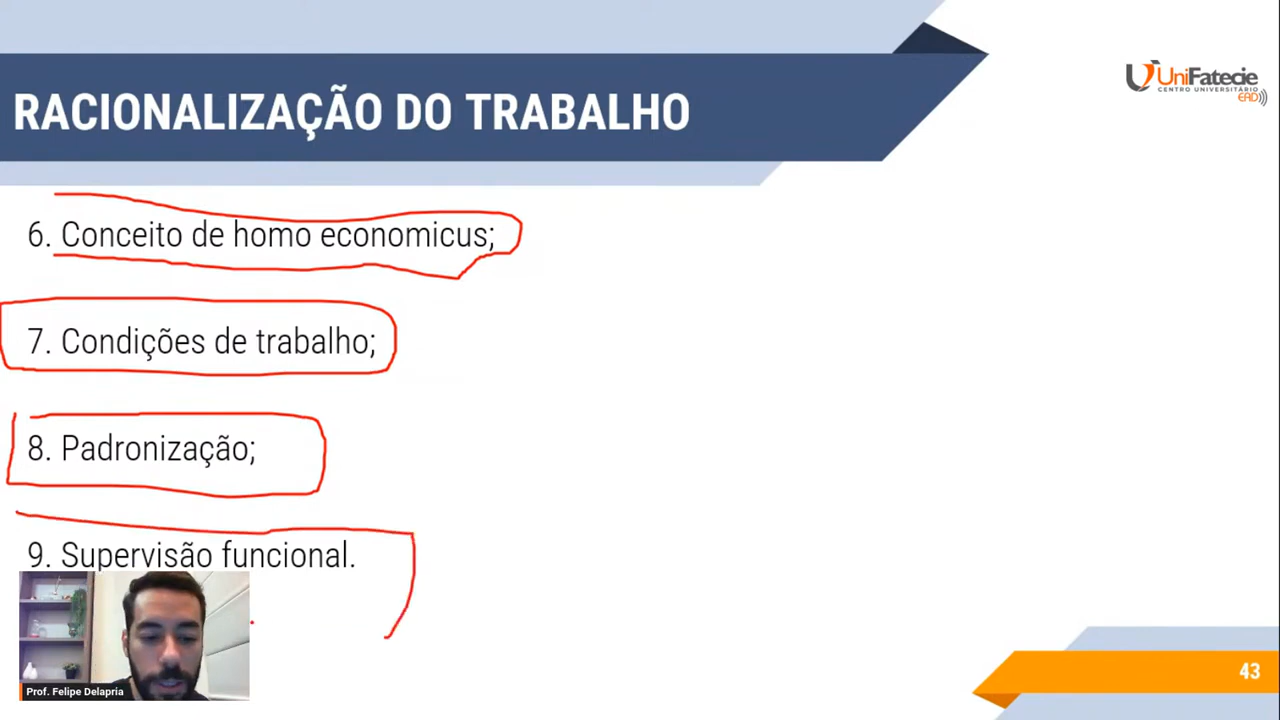 UniFatecie
CENTRO UNIVERSITÁRIO
EAD
RACIONALIZAÇÃO DO TRABALHO
6. Conceito de homo economicus;
7. Condições de trabalho;
8. Padronização;
9. Supervisão funcional.
Prof. Felipe Delapria
43